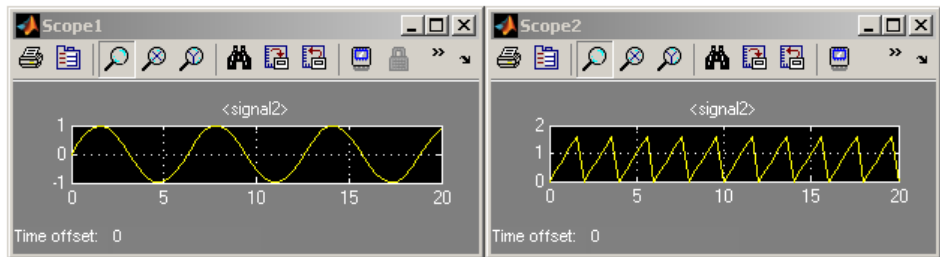 Scope1
<signal2>
1
0
-1
0 5 10 15 20
Time offset: 0
Scope2
<signal2>
2
1
0
0 5 10 15 20
Time offset: 0